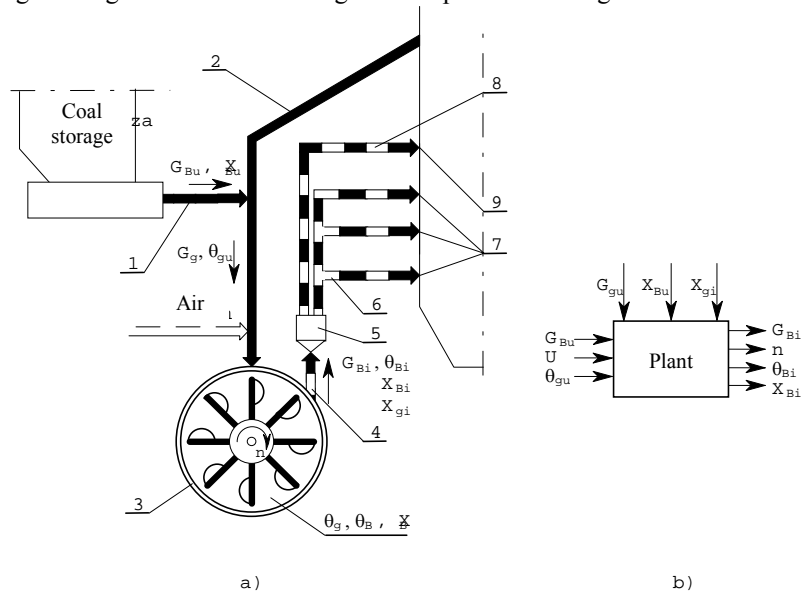 2
8
Coal
storage
za
G_Bu, X_Bu
9
1
7
G_g, θ_gu
6
Air
5
G_Bi, θ_Bi
X_Bi
X_gi
4
n
3
θ_g, θ_B, X_B
a)
G_gu X_Bu X_gi
G_Bu
U
θ_gu
Plant
G_Bi
n
θ_Bi
X_Bi
b)